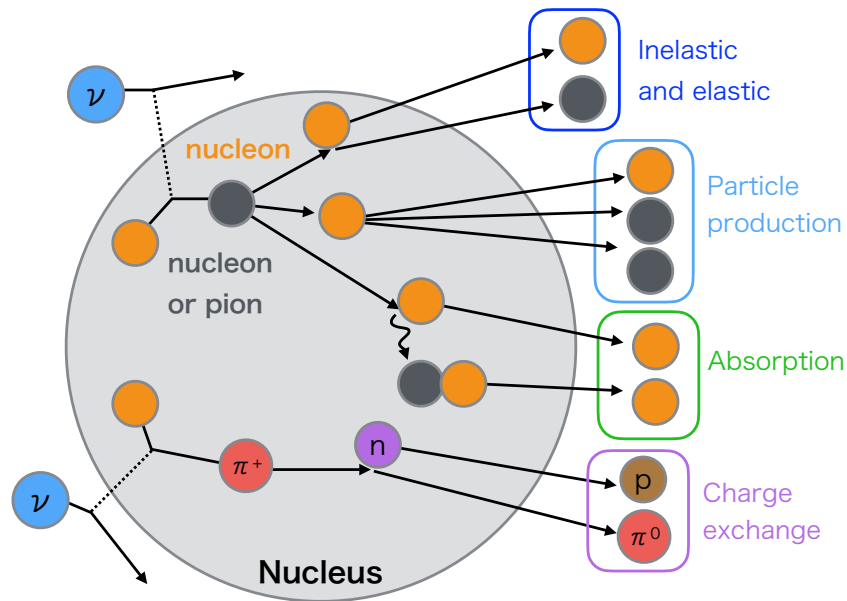 ν
Inelastic
and elastic
nucleon
Particle
production
nucleon
or pion
Absorption
n
π⁺
p
Charge
exchange
ν
π⁰
Nucleus